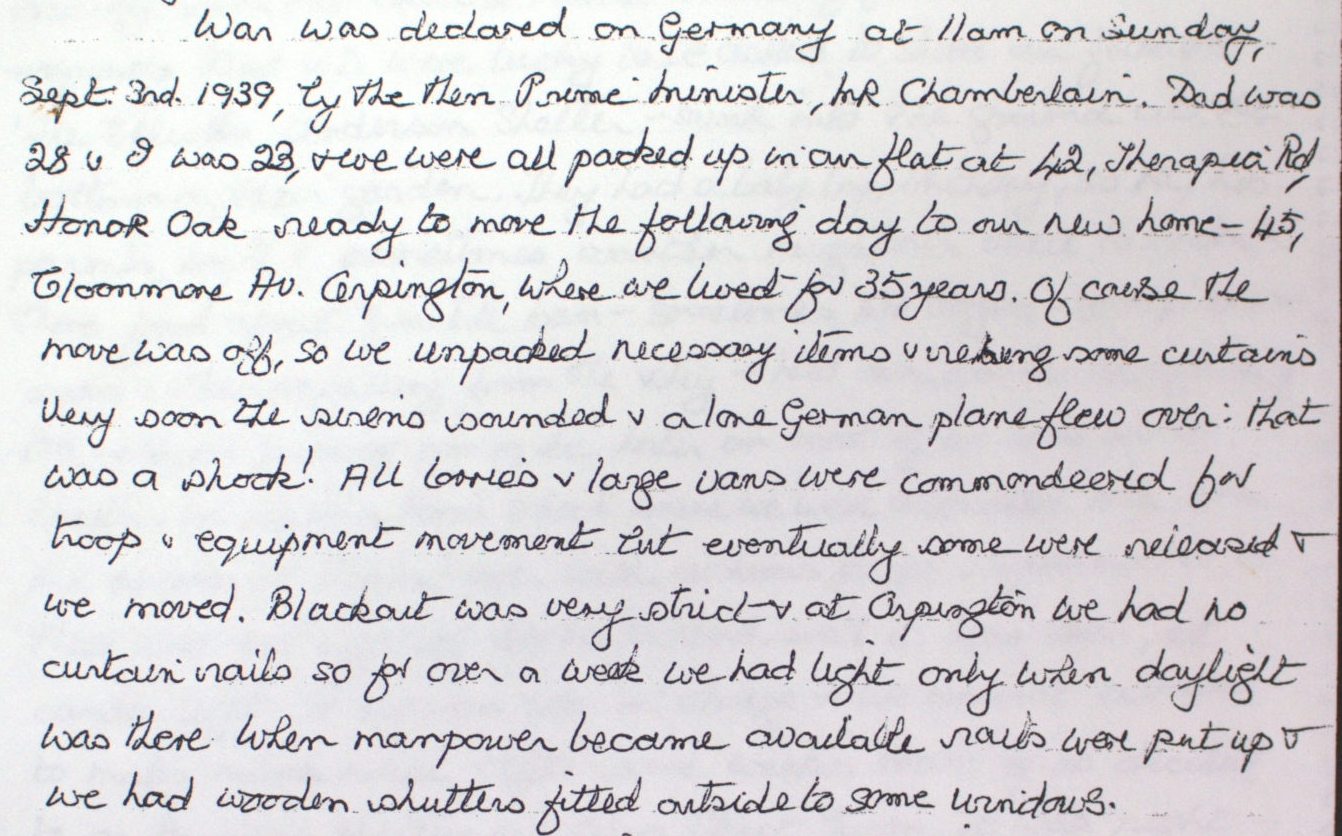 War was declared on Germany at 11am on Sunday,
Sept. 3rd. 1939, by the then Prime Minister, MR Chamberlain. Dad was
28 & I was 23, & we were all packed up in our flat at 42, Therapia Rd,
Honor Oak ready to move the following day to our new home - 45,
Cloonmore Av. Orpington, where we lived for 35 years. Of cause the
move was off, so we unpacked necessary items & rehung some curtains
very soon the sirens sounded & a lone German plane flew over: that
was a shock! All lorries & large vans were commondeered for
troop & equipment movement but eventually some were released &
we moved. Blackout was very strict & at Orpington we had no
curtain rails so for over a week we had light only when daylight
was there when manpower became available rails were put up &
we had wooden shutters fitted outside to some windows.